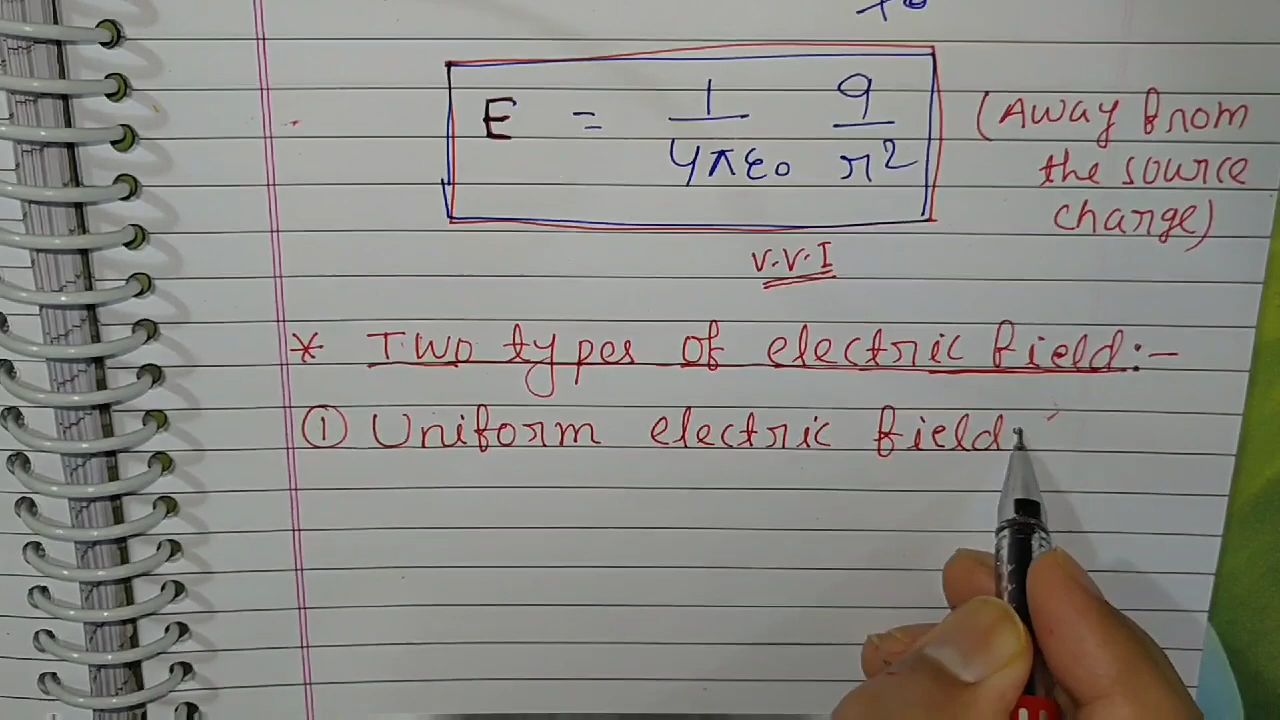 E = 1/4πε₀ q/r² (Away from
the source
charge)
V.V.I
* Two types of electric field:-
① Uniform electric field: